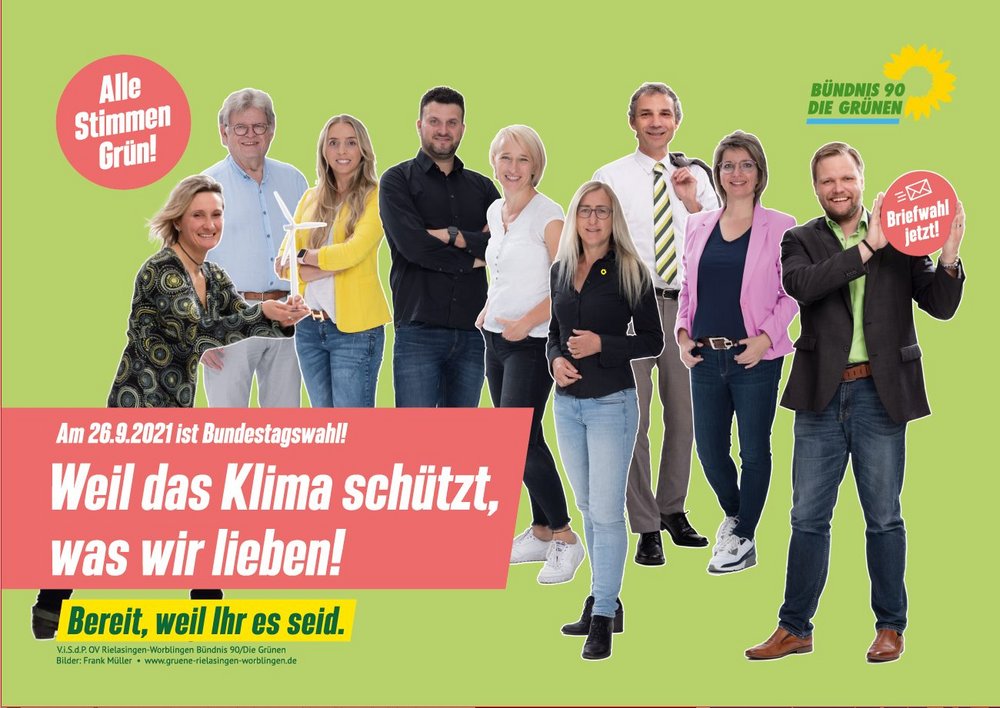 Alle
Stimmen
Grün!
BÜNDNIS 90
DIE GRÜNEN
Briefwahl
jetzt!
Am 26.9.2021 ist Bundestagswahl!
Weil das Klima schützt,
was wir lieben!
Bereit, weil Ihr es seid.
V.i.S.d.P. OV Rielasingen-Worblingen Bündnis 90/Die Grünen
Bilder: Frank Müller • www.gruene-rielasingen-worblingen.de